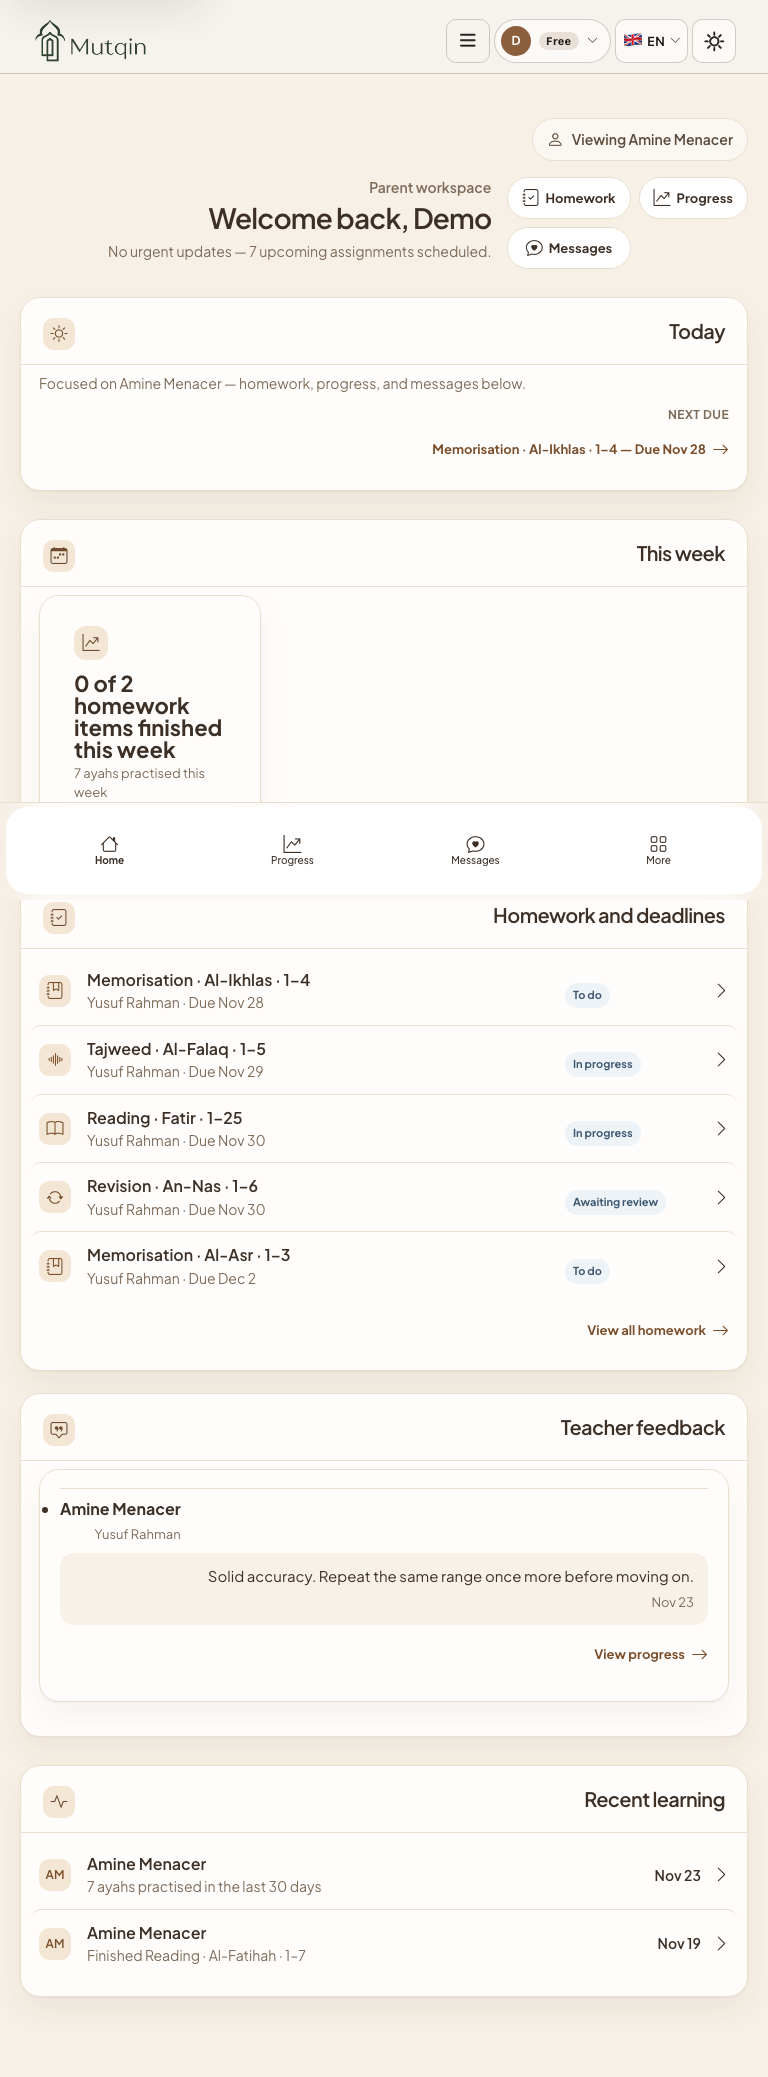 Mutqin
D
Free
EN
Viewing Amine Menacer
Parent workspace
Welcome back, Demo
No urgent updates — 7 upcoming assignments scheduled.
Homework
Progress
Messages
Today
Focused on Amine Menacer — homework, progress, and messages below.
NEXT DUE
Memorisation · Al-Ikhlas · 1–4 — Due Nov 28
This week
0 of 2
homework
items finished
this week
7 ayahs practised this
week
Home
Progress
Messages
More
Homework and deadlines
Memorisation · Al-Ikhlas · 1–4
Yusuf Rahman · Due Nov 28
To do
Tajweed · Al-Falaq · 1–5
Yusuf Rahman · Due Nov 29
In progress
Reading · Fatir · 1–25
Yusuf Rahman · Due Nov 30
In progress
Revision · An-Nas · 1–6
Yusuf Rahman · Due Nov 30
Awaiting review
Memorisation · Al-Asr · 1–3
Yusuf Rahman · Due Dec 2
To do
View all homework
Teacher feedback
Amine Menacer
Yusuf Rahman
Solid accuracy. Repeat the same range once more before moving on.
Nov 23
View progress
Recent learning
AM
Amine Menacer
7 ayahs practised in the last 30 days
Nov 23
AM
Amine Menacer
Finished Reading · Al-Fatihah · 1–7
Nov 19